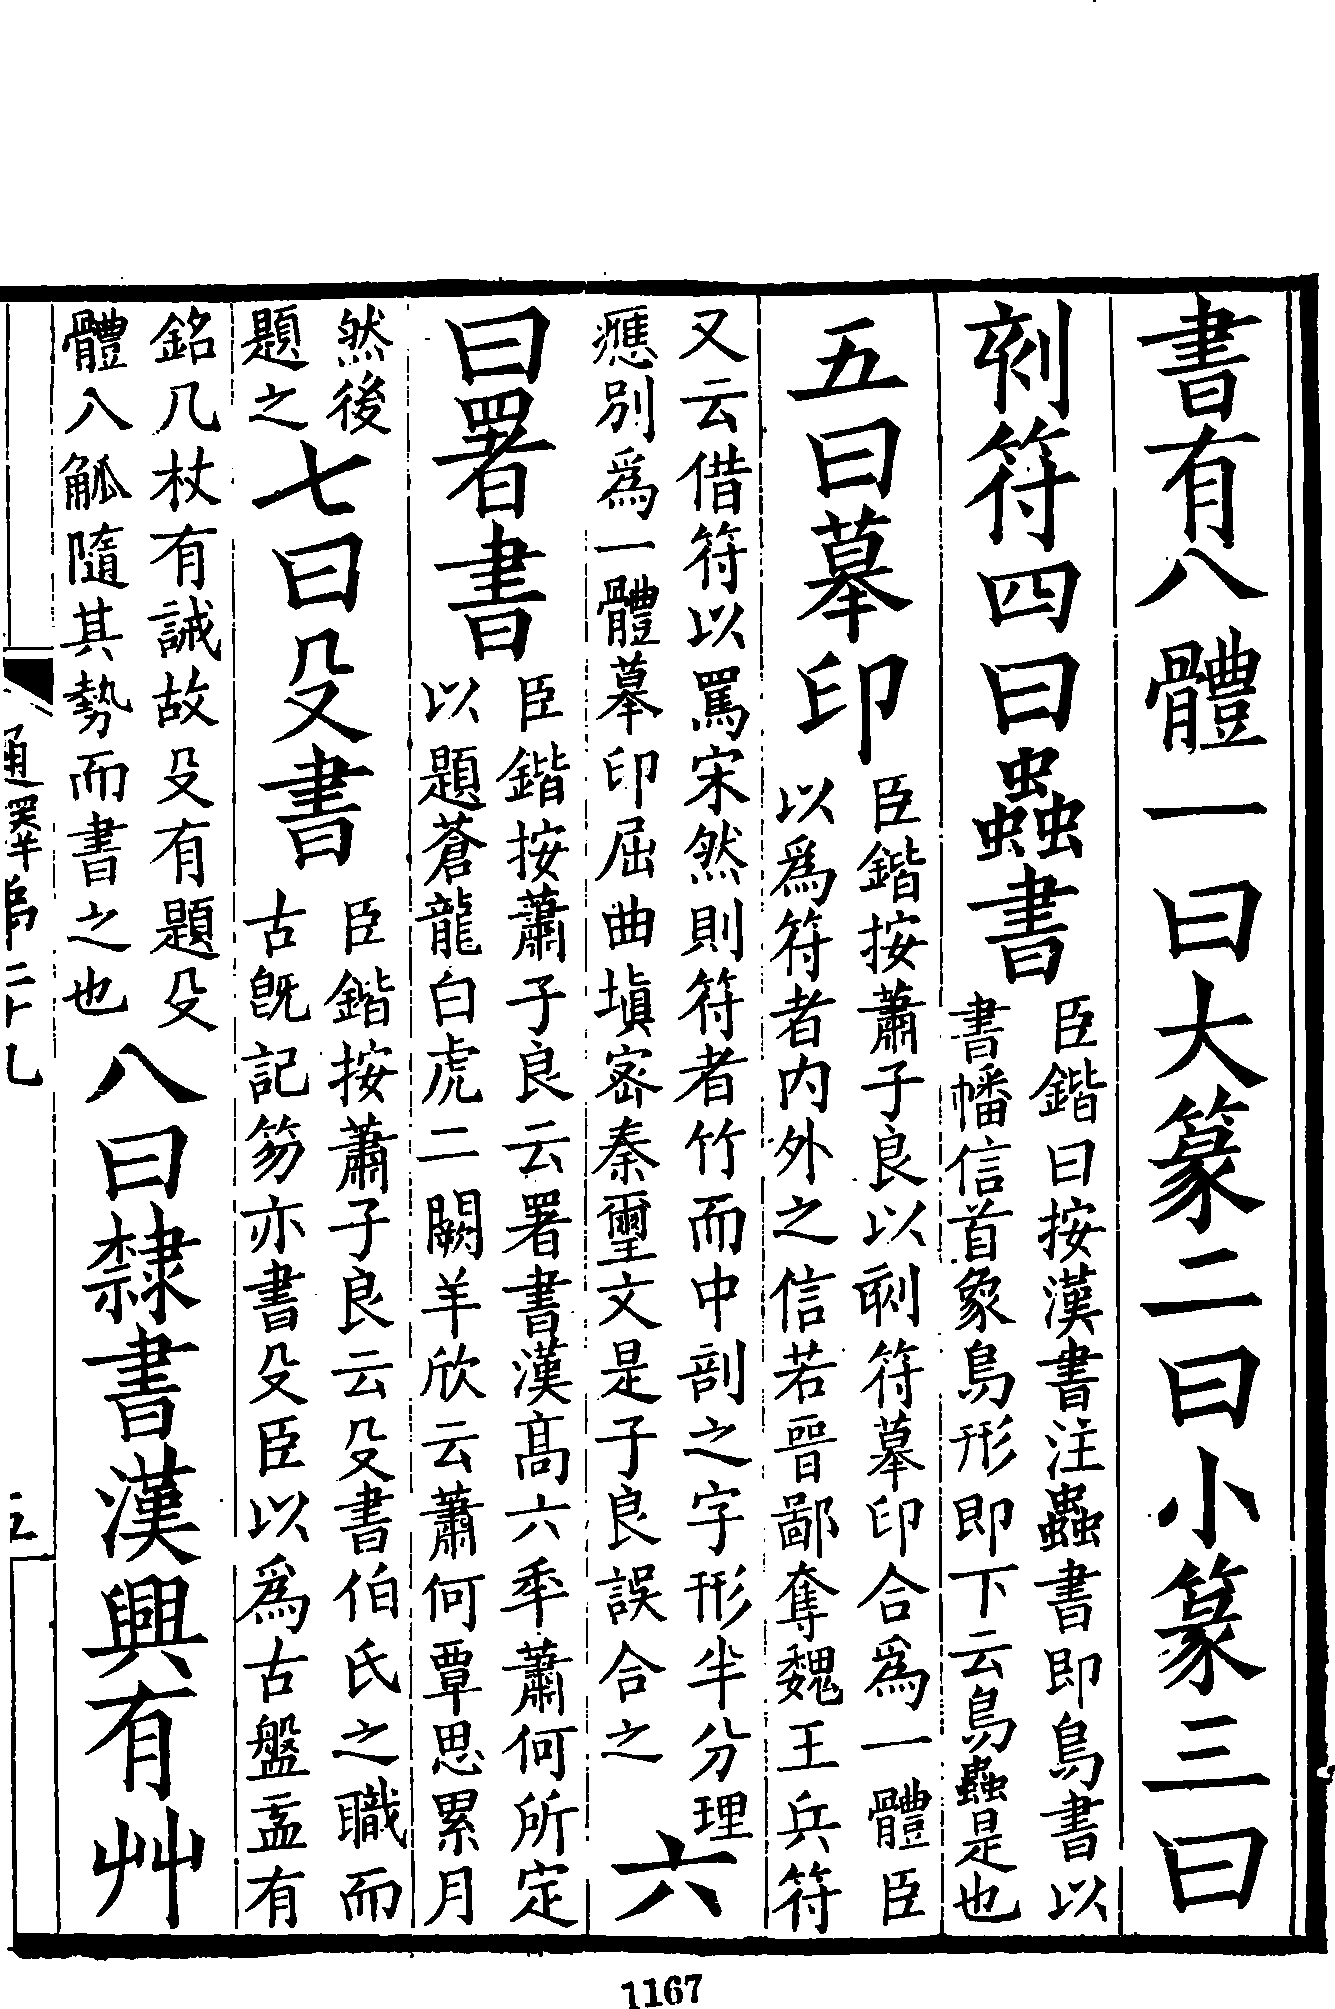 書有八體一曰大篆二曰小篆三曰
刻符四曰蟲書
臣鍇曰按漢書注蟲書即鳥書以
書幡信首象鳥形即下云鳥蟲是也
五曰摹印
臣鍇按蕭子良以刻符摹印合爲一體臣
以爲符者內外之信若晉鄙奪魏王兵符
又云借符以罵宋然則符者竹而中剖之字形半分理
應別爲一體摹印屈曲塡密秦璽文是子良誤合之
六
曰署書
臣鍇按蕭子良云署書漢高六年蕭何所定
以題蒼龍白虎二闕羊欣云蕭何覃思累月
然後
題之
七曰殳書
臣鍇按蕭子良云殳書伯氏之職而
古旣記笏亦書殳臣以爲古盤盂有
銘几杖有誡故殳有題殳
體八觚隨其勢而書之也
八曰隸書漢興有艸
通釋弟二十九
五
1167